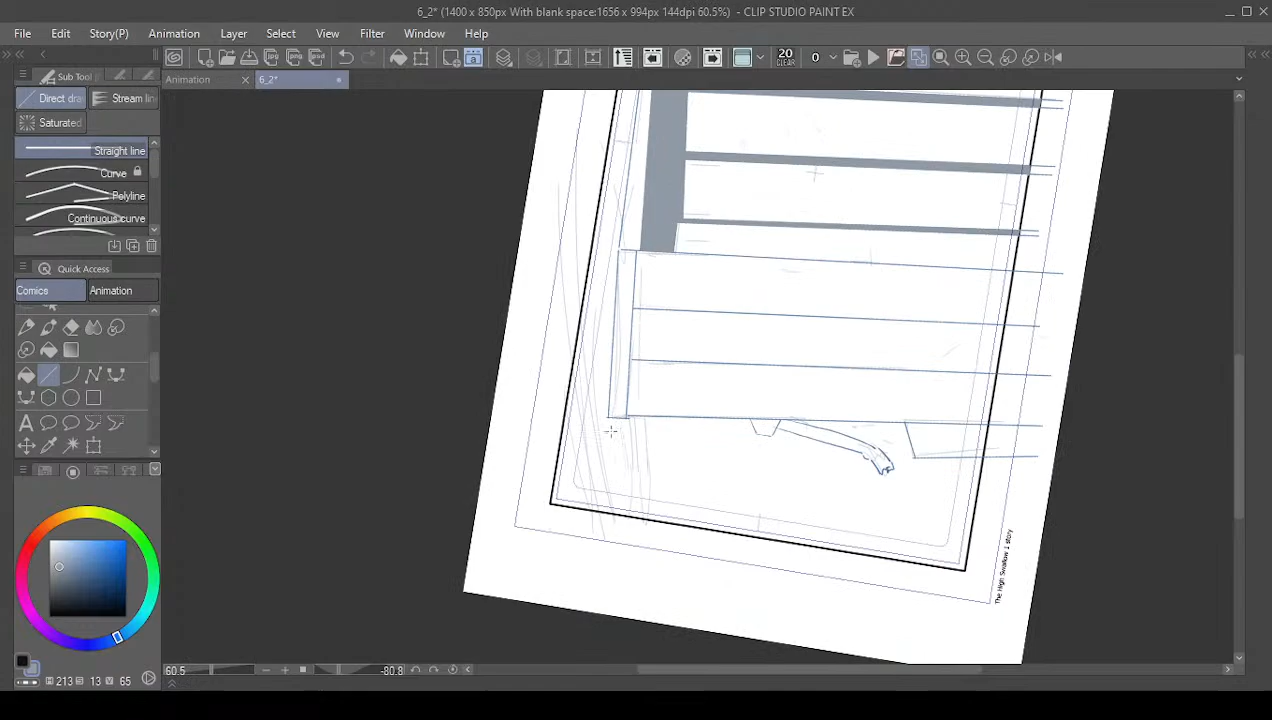 6_2* (1400 x 850px With blank space:1656 x 994px 144dpi 60.5%) - CLIP STUDIO PAINT EX
File Edit Story(P) Animation Layer Select View Filter Window Help
20
CLEAR
0
Sub Tool
Animation
6_2*
Direct dra
Stream lin
Saturated
Straight line
Curve
Polyline
Continuous curve
Quick Access
Comics
Animation
A
The High Swallow 1 story
60.5
-80.8
H 213 S 13 V 65